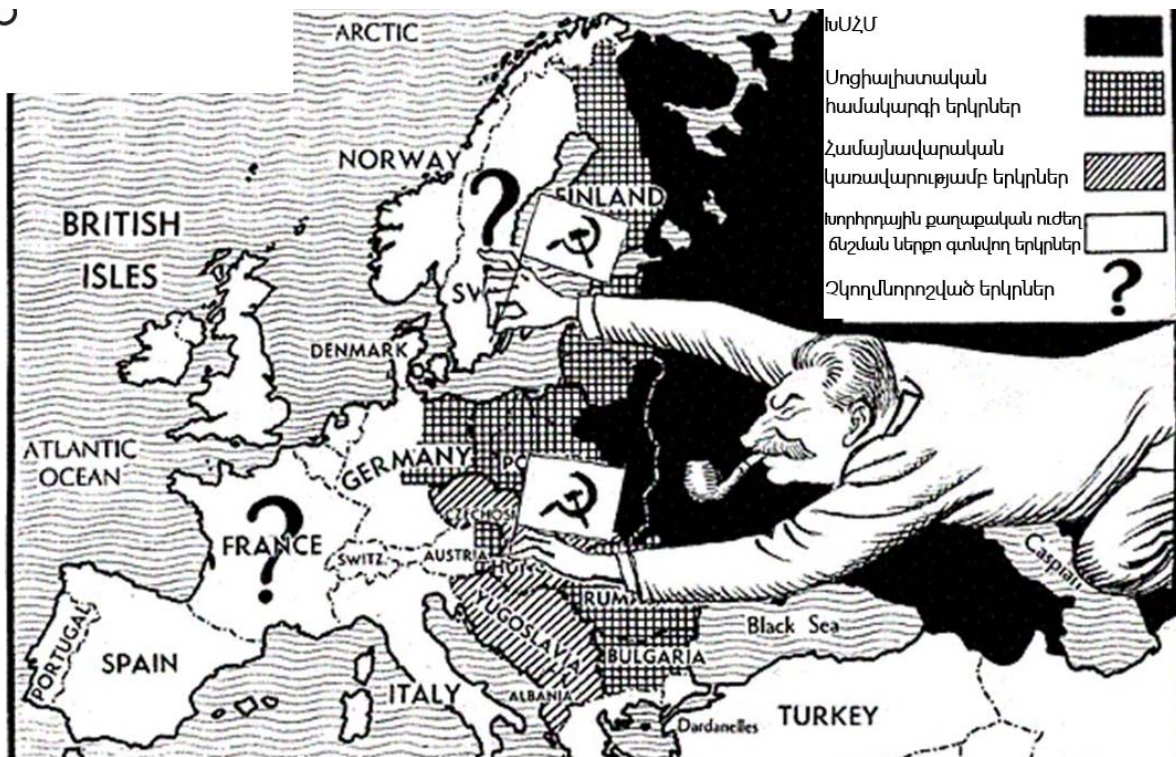 ARCTIC
NORWAY
FINLAND
BRITISH
ISLES
SW
DENMARK
ATLANTIC
OCEAN
GERMANY
?
?
FRANCE
SWITZ.
AUSTRIA
YUGOSLAVIA
RUM
BULGARIA
Black Sea
Caspian
PORTUGAL
SPAIN
ITALY
ALBANIA
Dardanelles
TURKEY
ԽՍՀՄ
Սոցիալիստական
համակարգի երկրներ
Համայնավարական
կառավարությամբ երկրներ
Խորհրդային քաղաքական ուժեղ
ճնշման ներքո գտնվող երկրներ
Չկողմնորոշված երկրներ
?